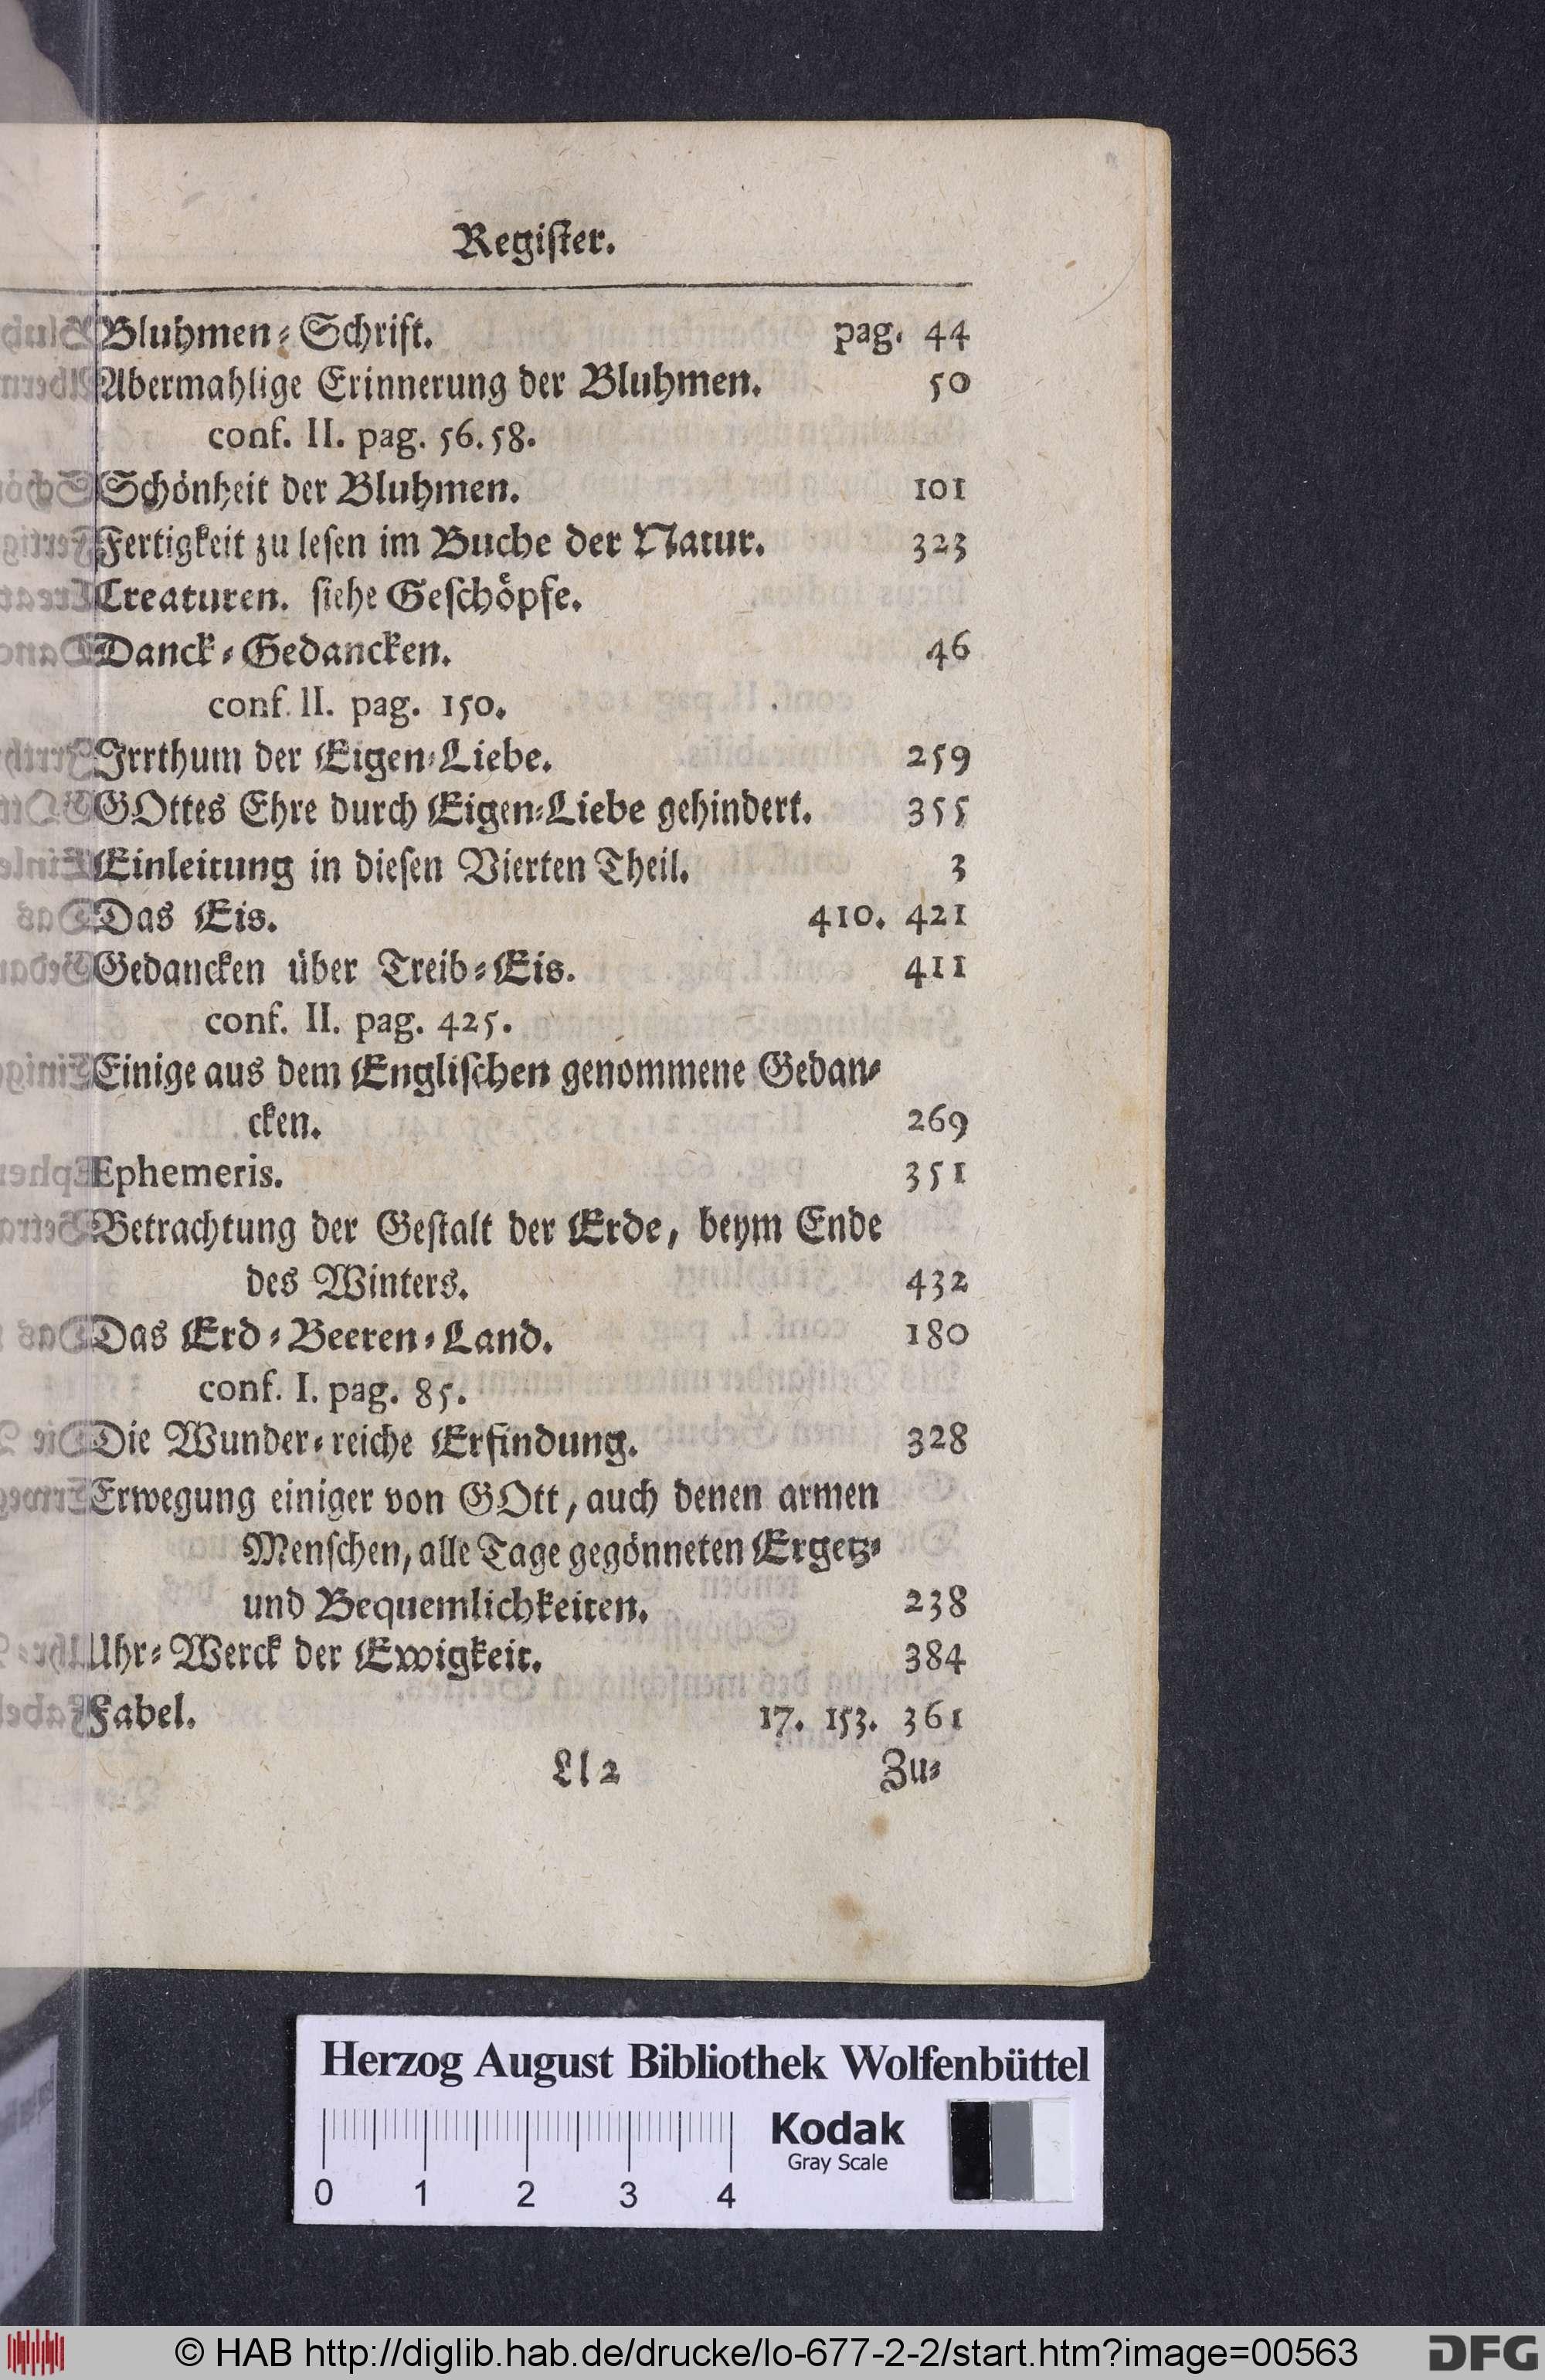 Regiſter.
Bluhmen⸗Schrift. pag. 44
Abermahlige Erinnerung der Bluhmen. 50
conf. II. pag. 56. 58.
Schönheit der Bluhmen. 101
Fertigkeit zu leſen im Buche der Natur. 323
Creaturen. ſiehe Geſchöpfe.
Danck⸗Gedancken. 46
conf. II. pag. 150.
Irrthum der Eigen⸗Liebe. 259
GOttes Ehre durch Eigen⸗Liebe gehindert. 355
Einleitung in dieſen Vierten Theil. 3
Das Eis. 410. 421
Gedancken über Treib⸗Eis. 411
conf. II. pag. 425.
Einige aus dem Engliſchen genommene Gedan⸗
cken. 269
Ephemeris. 351
Betrachtung der Geſtalt der Erde, beym Ende
des Winters. 432
Das Erd⸗Beeren⸗Land. 180
conf. I. pag. 85.
Die Wunder⸗reiche Erfindung. 328
Erwegung einiger von GOtt, auch denen armen
Menſchen, alle Tage gegönneten Ergetz⸗
und Bequemlichkeiten. 238
Uhr⸗Werck der Ewigkeit. 384
Fabel. 17. 153. 361
Ll 2 Zu⸗
Herzog August Bibliothek Wolfenbüttel
Kodak
Gray Scale
0 1 2 3 4
© HAB http://diglib.hab.de/drucke/lo-677-2-2/start.htm?image=00563 DFG